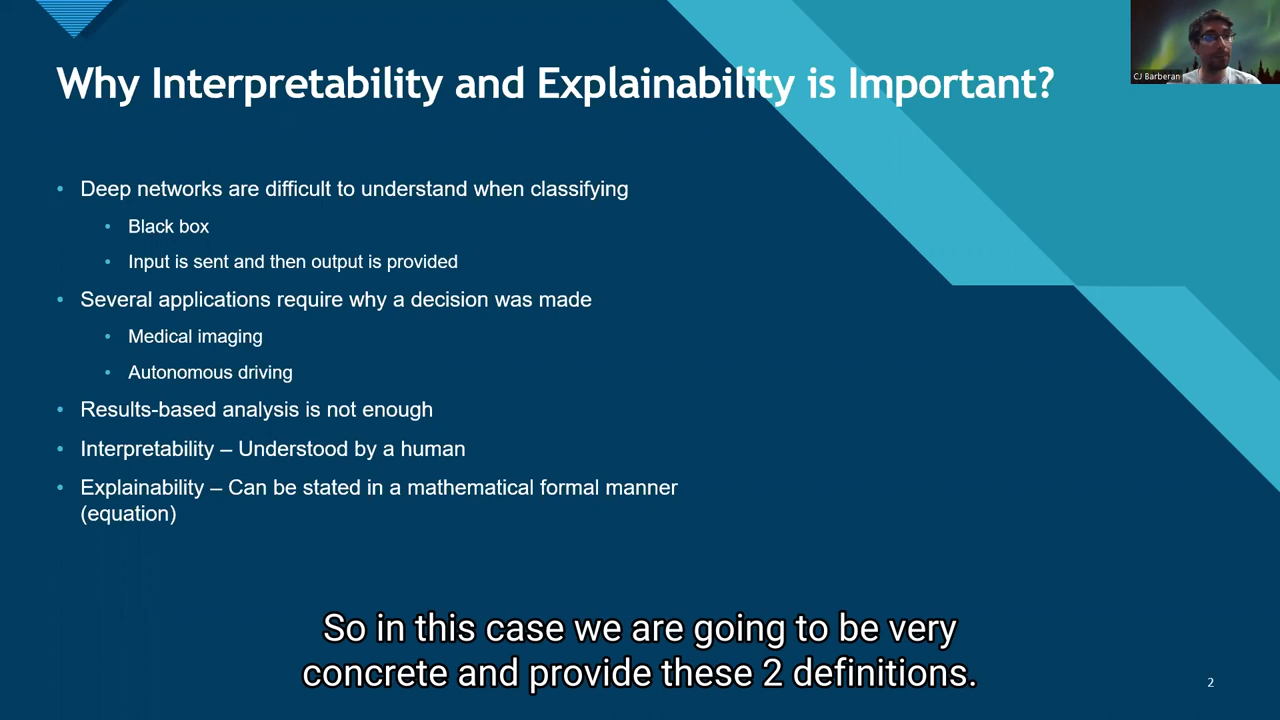 CJ Barberan
Why Interpretability and Explainability is Important?
• Deep networks are difficult to understand when classifying
• Black box
• Input is sent and then output is provided
• Several applications require why a decision was made
• Medical imaging
• Autonomous driving
• Results-based analysis is not enough
• Interpretability – Understood by a human
• Explainability – Can be stated in a mathematical formal manner
(equation)
So in this case we are going to be very
concrete and provide these 2 definitions.
2